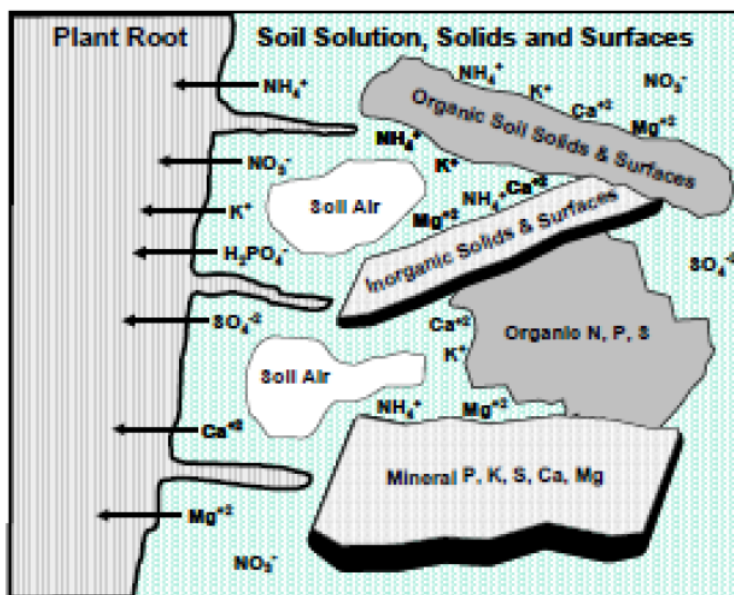 Plant Root
Soil Solution, Solids and Surfaces
NH₄⁺
NH₄⁺
K⁺
Ca⁺²
Mg⁺²
NO₃⁻
Organic Soil Solids & Surfaces
NO₃⁻
NH₄⁺
K⁺
K⁺
Soil Air
Mg⁺²
NH₄⁺
Ca⁺²
Inorganic Solids & Surfaces
H₂PO₄⁻
SO₄⁻²
SO₄⁻²
Ca⁺²
K⁺
Organic N, P, S
Soil Air
NH₄⁺
Mg⁺²
Ca⁺²
Mineral P, K, S, Ca, Mg
Mg⁺²
NO₃⁻